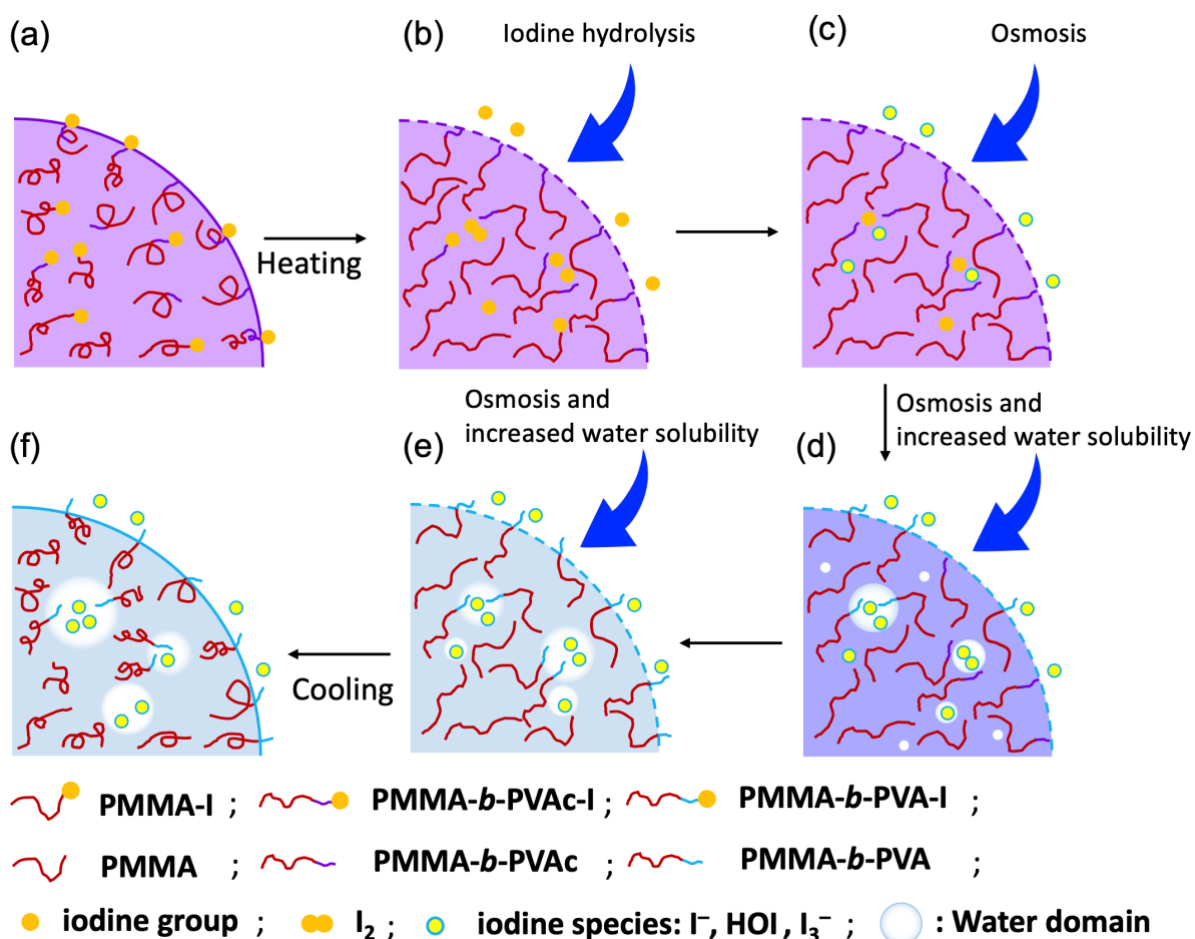 (a)
(b)
Iodine hydrolysis
(c)
Osmosis
Heating
Osmosis and
increased water solubility
Osmosis and
increased water solubility
(f)
(e)
(d)
Cooling
PMMA-I ; PMMA-b-PVAc-I ; PMMA-b-PVA-I ;
PMMA ; PMMA-b-PVAc ; PMMA-b-PVA ;
iodine group ; I₂ ; iodine species: I⁻, HOI , I₃⁻ ; : Water domain